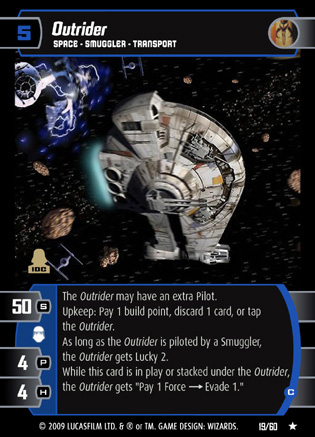 5
Outrider
SPACE - SMUGGLER - TRANSPORT
IDC
50 S
4 P
4 H
The Outrider may have an extra Pilot.
Upkeep: Pay 1 build point, discard 1 card, or tap
the Outrider.
As long as the Outrider is piloted by a Smuggler,
the Outrider gets Lucky 2.
While this card is in play or stacked under the Outrider,
the Outrider gets "Pay 1 Force → Evade 1."
C
© 2009 LUCASFILM LTD. & ® or TM. GAME DESIGN: WIZARDS. 19/60 ★